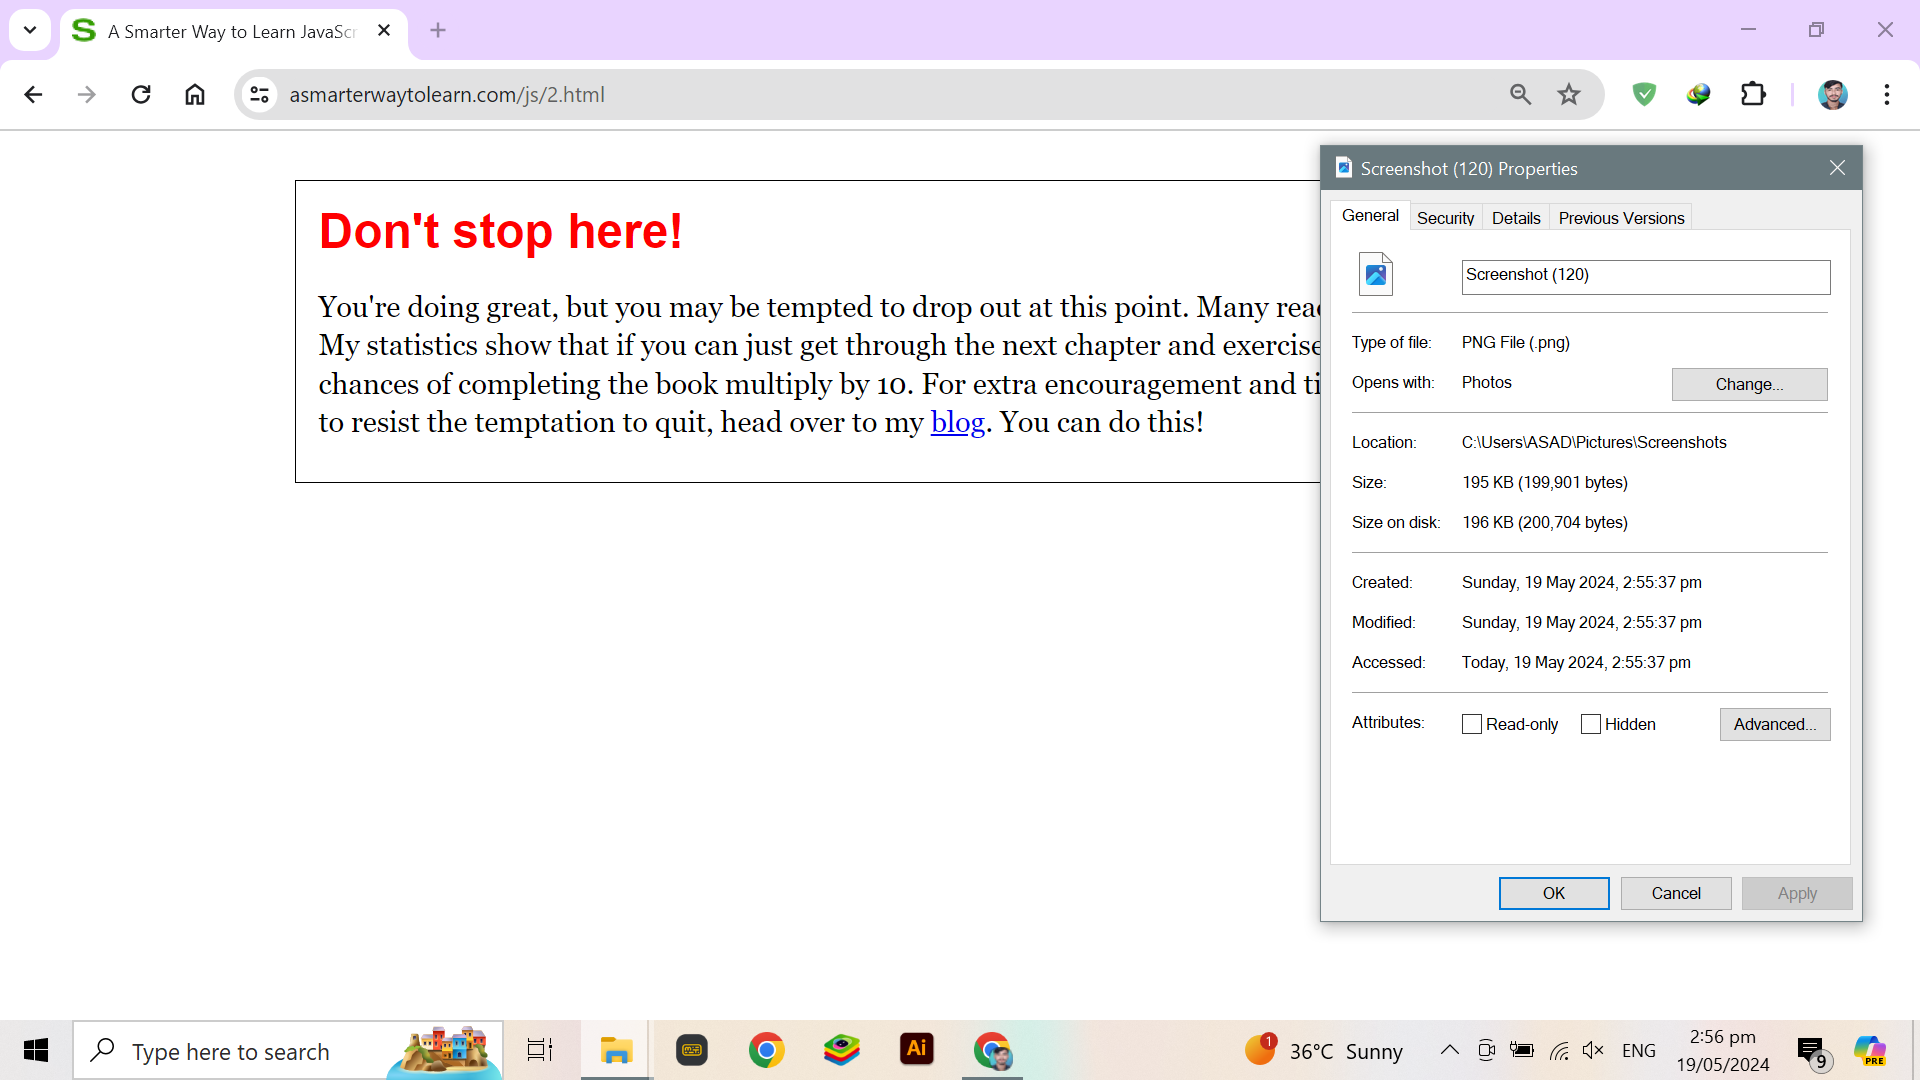 A Smarter Way to Learn JavaScr
asmarterwaytolearn.com/js/2.html
Don't stop here!
You're doing great, but you may be tempted to drop out at this point. Many rea
My statistics show that if you can just get through the next chapter and exercise
chances of completing the book multiply by 10. For extra encouragement and ti
to resist the temptation to quit, head over to my blog. You can do this!
Screenshot (120) Properties
General Security Details Previous Versions
Screenshot (120)
Type of file: PNG File (.png)
Opens with: Photos Change...
Location: C:\Users\ASAD\Pictures\Screenshots
Size: 195 KB (199,901 bytes)
Size on disk: 196 KB (200,704 bytes)
Created: Sunday, 19 May 2024, 2:55:37 pm
Modified: Sunday, 19 May 2024, 2:55:37 pm
Accessed: Today, 19 May 2024, 2:55:37 pm
Attributes: Read-only Hidden Advanced...
OK Cancel Apply
Type here to search
Ai
1
36°C Sunny
ENG
2:56 pm
19/05/2024
9
PRE